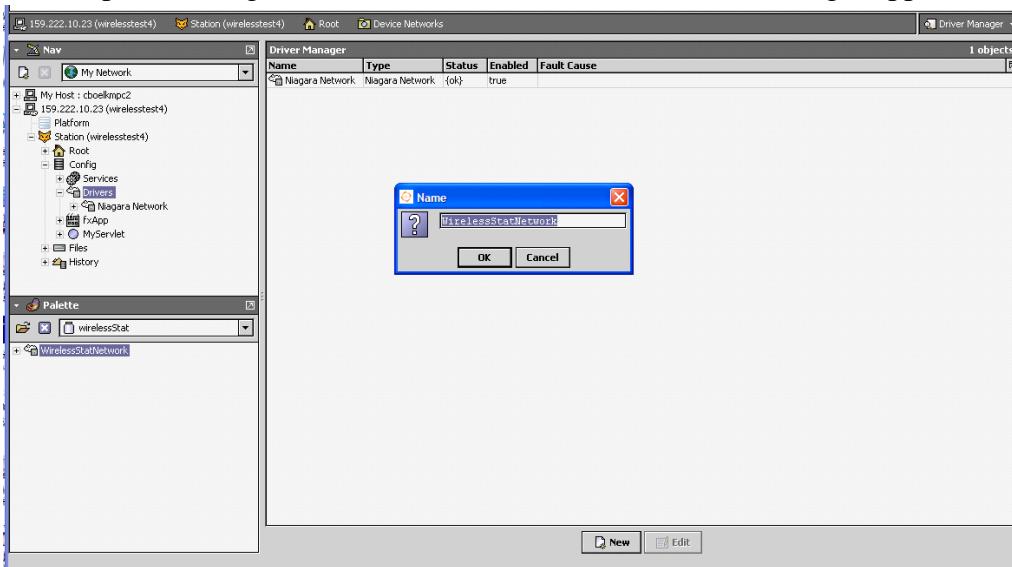 159.222.10.23 (wirelesstest4) Station (wirelesstest4) Root Device Networks Driver Manager
Nav
My Network
My Host : cboelkmpc2
159.222.10.23 (wirelesstest4)
Platform
Station (wirelesstest4)
Root
Config
Services
Drivers
Niagara Network
fxApp
MyServlet
Files
History
Palette
wirelessStat
WirelessStatNetwork
Driver Manager 1 objects
Name Type Status Enabled Fault Cause
Niagara Network Niagara Network {ok} true
Name
WirelessStatNetwork
OK Cancel
New Edit